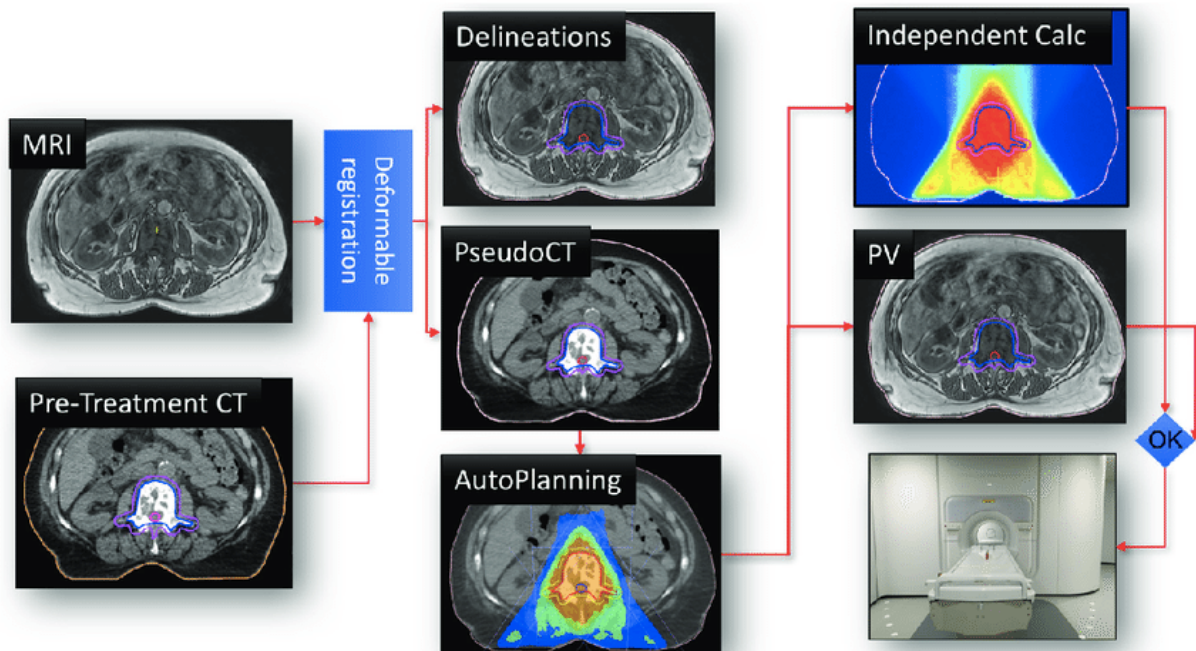 MRI
Pre-Treatment CT
Deformable
registration
Delineations
PseudoCT
AutoPlanning
Independent Calc
PV
OK